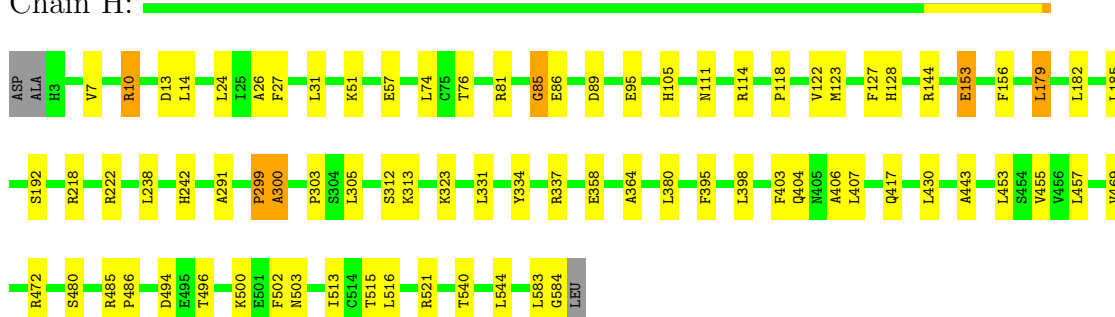 Chain H:
ASP ALA H3 V7 R10 D13 L14 L24 I25 A26 F27 L31 K51 E57 L74 C75 T76 R81 G85 E86 D89 E95 H105 N111 R114 P118 V122 M123 F127 H128 R144 E153 F156 L179 L182 L185
S192 R218 R222 L238 H242 A291 P299 A300 P303 S304 L305 S312 K313 K323 L331 Y334 R337 E358 A364 L380 F395 L398 F403 Q404 N405 A406 L407 Q417 L430 A443 L453 S454 V455 V456 L457 V469
R472 S480 R485 P486 D494 E495 T496 K500 E501 F502 N503 I513 C514 T515 L516 R521 T540 L544 L583 G584 LEU